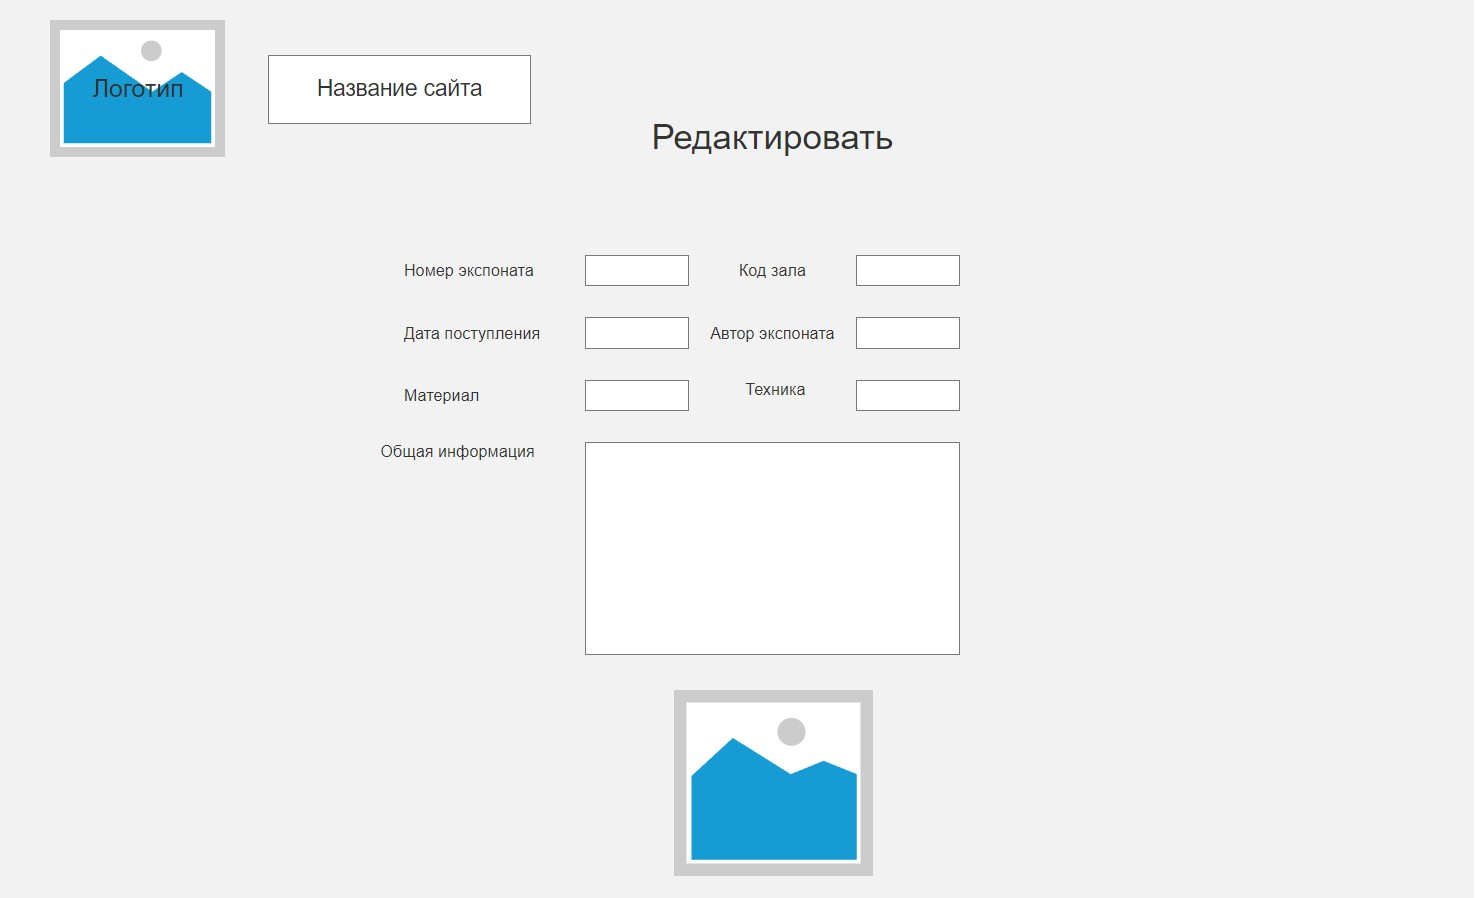 Логотип
Название сайта
Редактировать
Номер экспоната
Код зала
Дата поступления
Автор экспоната
Материал
Техника
Общая информация